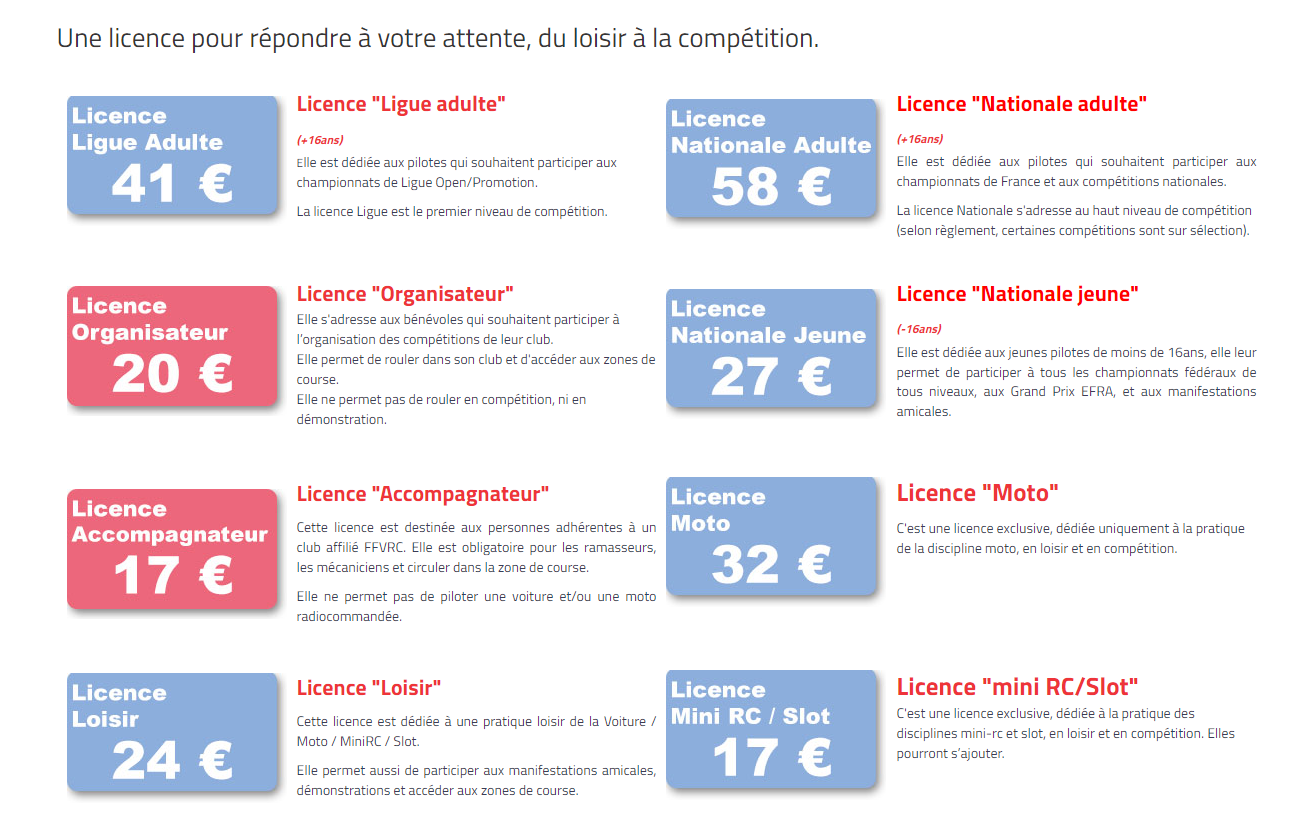 Une licence pour répondre à votre attente, du loisir à la compétition.
Licence
Ligue Adulte
41 €
Licence "Ligue adulte"
(+16ans)
Elle est dédiée aux pilotes qui souhaitent participer aux
championnats de Ligue Open/Promotion.
La licence Ligue est le premier niveau de compétition.
Licence
Nationale Adulte
58 €
Licence "Nationale adulte"
(+16ans)
Elle est dédiée aux pilotes qui souhaitent participer aux
championnats de France et aux compétitions nationales.
La licence Nationale s'adresse au haut niveau de compétition
(selon règlement, certaines compétitions sont sur sélection).
Licence
Organisateur
20 €
Licence "Organisateur"
Elle s'adresse aux bénévoles qui souhaitent participer à
l'organisation des compétitions de leur club.
Elle permet de rouler dans son club et d'accéder aux zones de
course.
Elle ne permet pas de rouler en compétition, ni en
démonstration.
Licence
Nationale Jeune
27 €
Licence "Nationale jeune"
(-16ans)
Elle est dédiée aux jeunes pilotes de moins de 16ans, elle leur
permet de participer à tous les championnats fédéraux de
tous niveaux, aux Grand Prix EFRA, et aux manifestations
amicales.
Licence
Accompagnateur
17 €
Licence "Accompagnateur"
Cette licence est destinée aux personnes adhérentes à un
club affilié FFVRC. Elle est obligatoire pour les ramasseurs,
les mécaniciens et circuler dans la zone de course.
Elle ne permet pas de piloter une voiture et/ou une moto
radiocommandée.
Licence
Moto
32 €
Licence "Moto"
C'est une licence exclusive, dédiée uniquement à la pratique
de la discipline moto, en loisir et en compétition.
Licence
Loisir
24 €
Licence "Loisir"
Cette licence est dédiée à une pratique loisir de la Voiture /
Moto / MiniRC / Slot.
Elle permet aussi de participer aux manifestations amicales,
démonstrations et accéder aux zones de course.
Licence
Mini RC / Slot
17 €
Licence "mini RC/Slot"
C'est une licence exclusive, dédiée à la pratique des
disciplines mini-rc et slot, en loisir et en compétition. Elles
pourront s'ajouter.